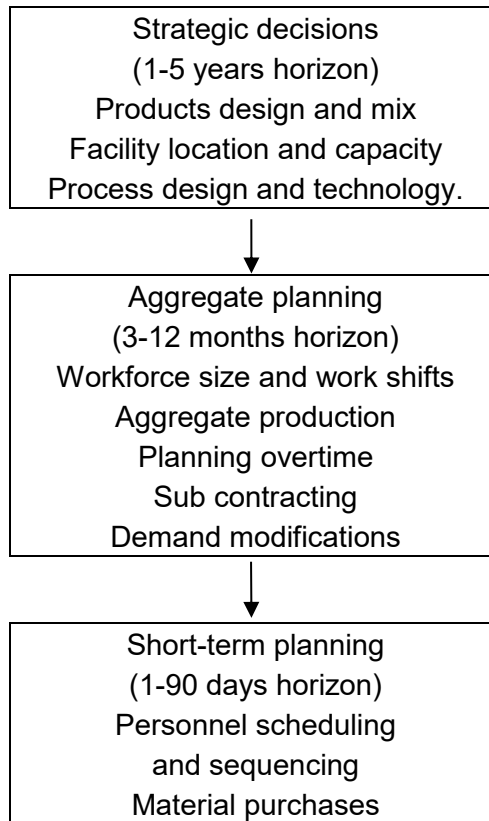 Strategic decisions
(1-5 years horizon)
Products design and mix
Facility location and capacity
Process design and technology.
Aggregate planning
(3-12 months horizon)
Workforce size and work shifts
Aggregate production
Planning overtime
Sub contracting
Demand modifications
Short-term planning
(1-90 days horizon)
Personnel scheduling
and sequencing
Material purchases